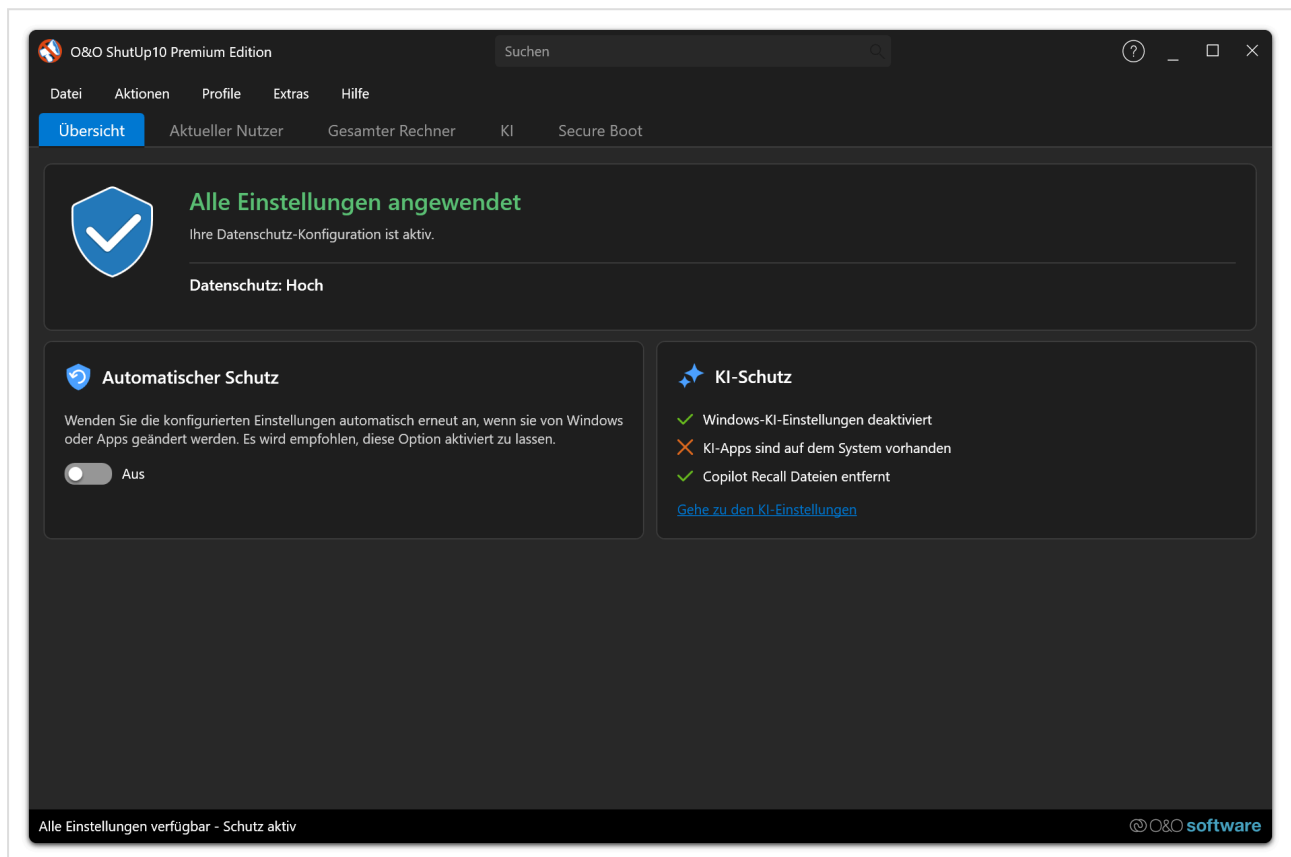 O&O ShutUp10 Premium Edition
Suchen
Datei Aktionen Profile Extras Hilfe
Übersicht Aktueller Nutzer Gesamter Rechner KI Secure Boot
Alle Einstellungen angewendet
Ihre Datenschutz-Konfiguration ist aktiv.
Datenschutz: Hoch
Automatischer Schutz
Wenden Sie die konfigurierten Einstellungen automatisch erneut an, wenn sie von Windows
oder Apps geändert werden. Es wird empfohlen, diese Option aktiviert zu lassen.
Aus
KI-Schutz
Windows-KI-Einstellungen deaktiviert
KI-Apps sind auf dem System vorhanden
Copilot Recall Dateien entfernt
Gehe zu den KI-Einstellungen
Alle Einstellungen verfügbar - Schutz aktiv
O&O software